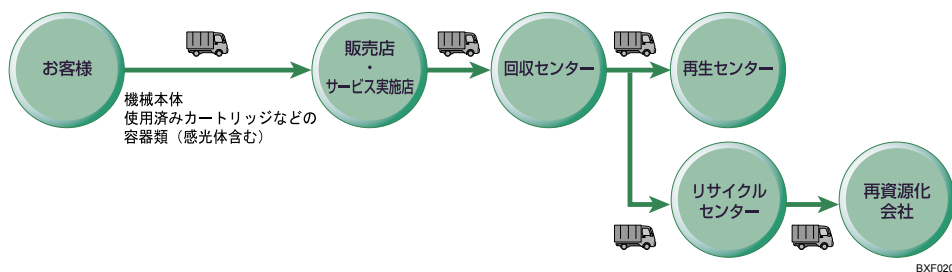 お客様
機械本体
使用済みカートリッジなどの
容器類（感光体含む）
販売店
・
サービス実施店
回収センター
再生センター
リサイクル
センター
再資源化
会社
BXF020